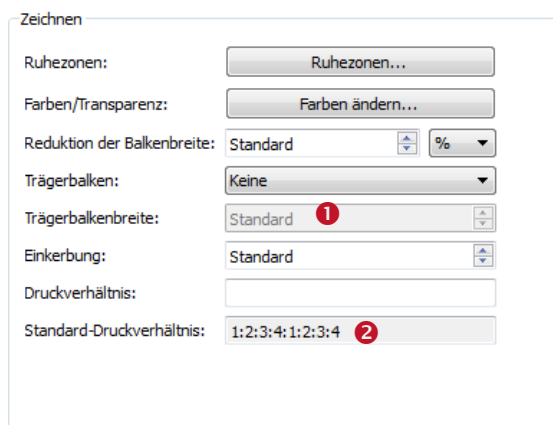 Zeichnen
Ruhezonen: Ruhezonen...
Farben/Transparenz: Farben ändern...
Reduktion der Balkenbreite: Standard %
Trägerbalken: Keine
Trägerbalkenbreite: Standard 1
Einkerbung: Standard
Druckverhältnis:
Standard-Druckverhältnis: 1:2:3:4:1:2:3:4 2